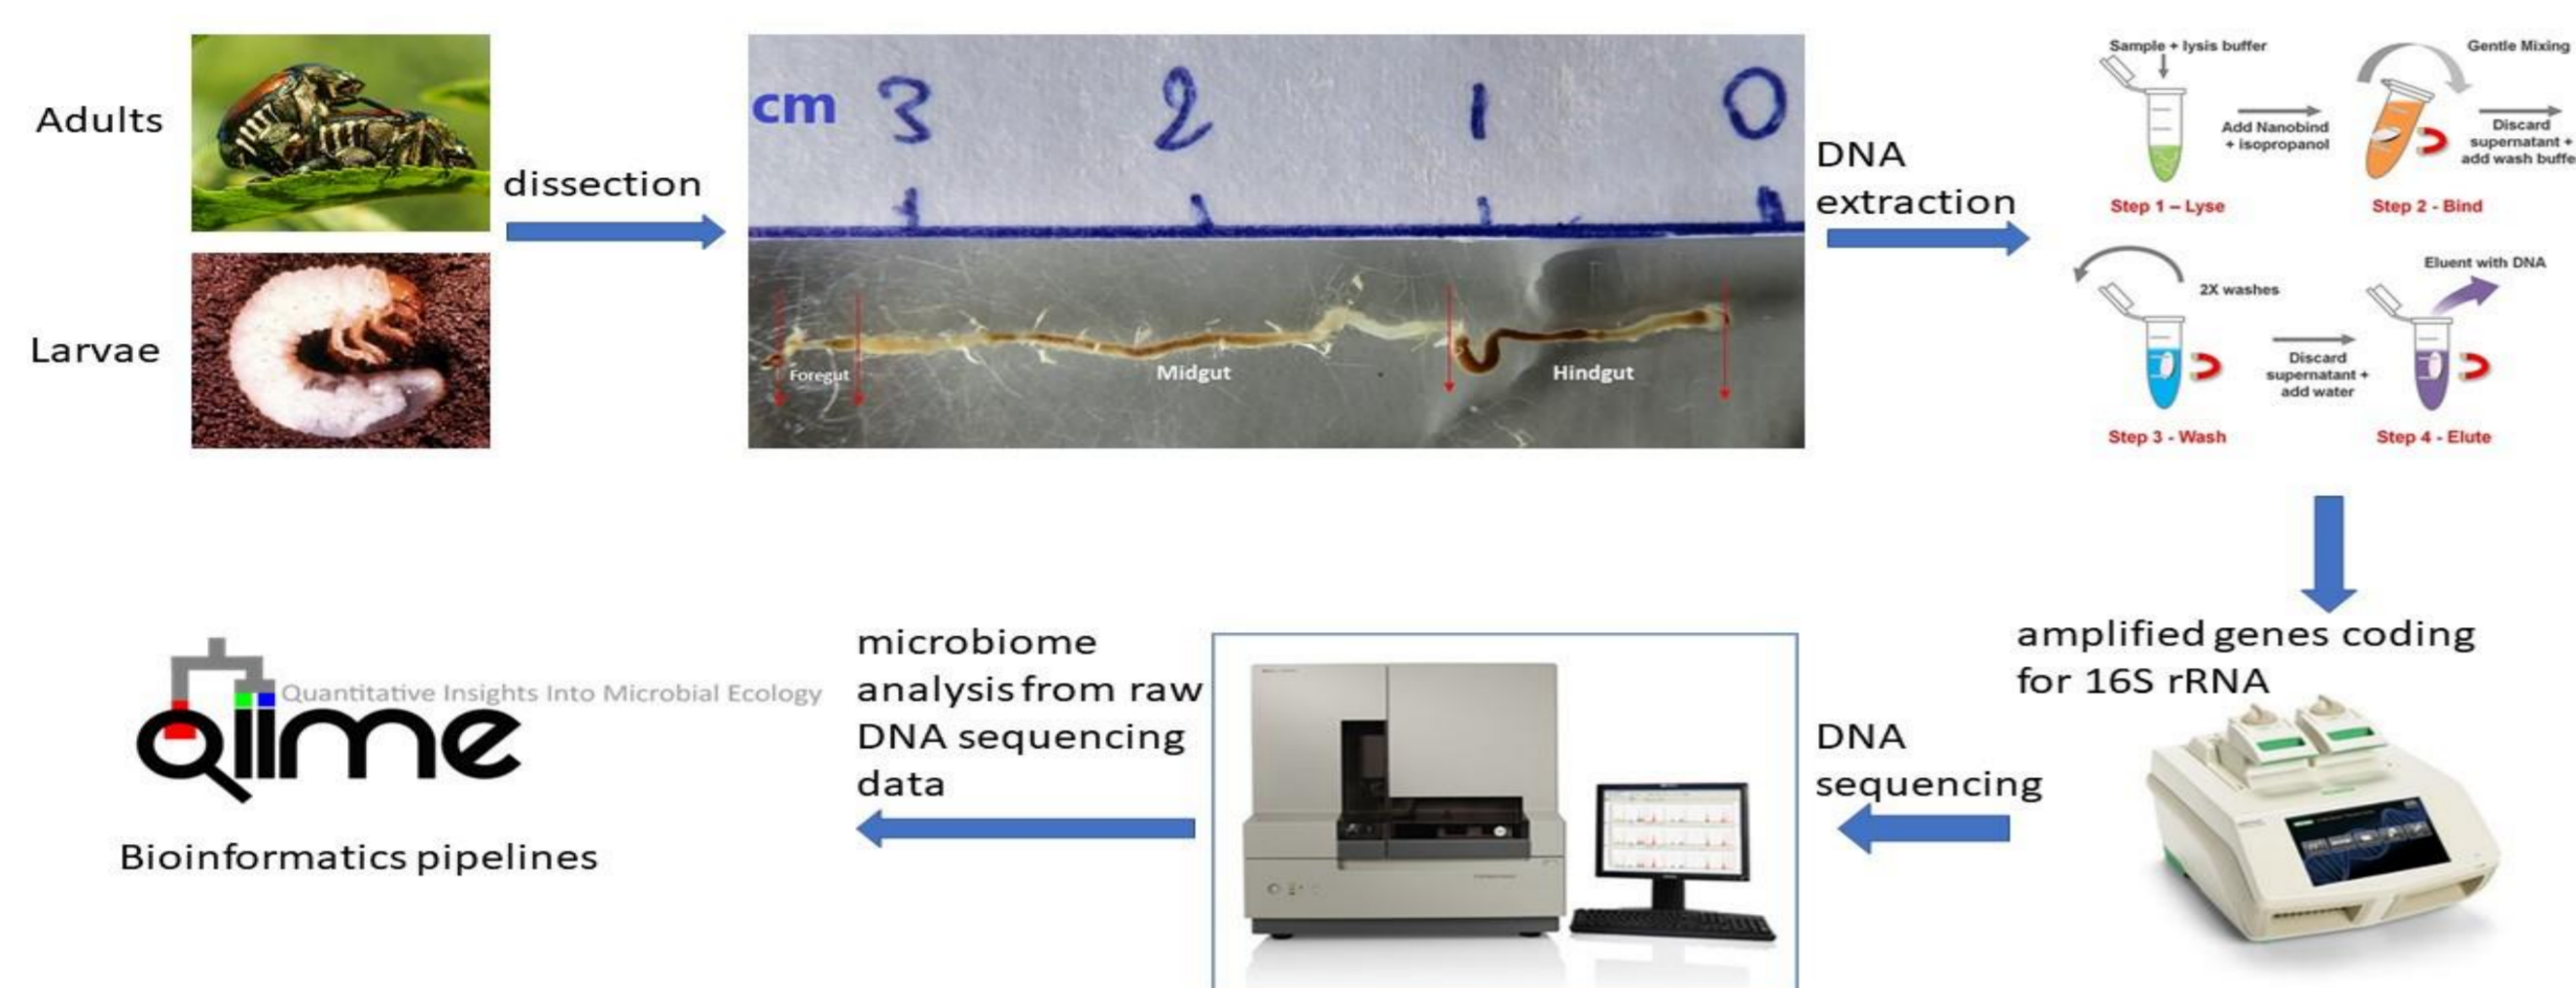 Adults
Larvae
dissection
cm 3 2 1 0
Foregut
Midgut
Hindgut
DNA
extraction
Sample + lysis buffer
Gentle Mixing
Add Nanobind
+ isopropanol
Discard
supernatant +
add wash buffe
Step 1 – Lyse
Step 2 - Bind
2X washes
Eluent with DNA
Discard
supernatant +
add water
Step 3 - Wash
Step 4 - Elute
amplified genes coding
for 16S rRNA
DNA
sequencing
microbiome
analysis from raw
DNA sequencing
data
Quantitative Insights Into Microbial Ecology
Qiime
Bioinformatics pipelines